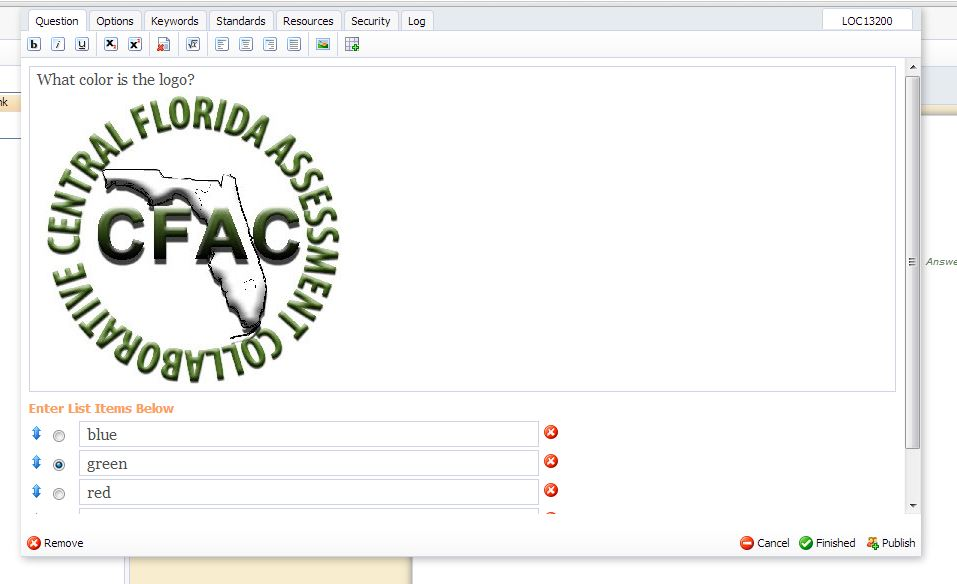 Question Options Keywords Standards Resources Security Log LOC13200
b i U X, X²
nk
What color is the logo?
CENTRAL FLORIDA ASSESSMENT COLLABORATIVE
CFAC
Answe
Enter List Items Below
blue
green
red
Remove Cancel Finished Publish